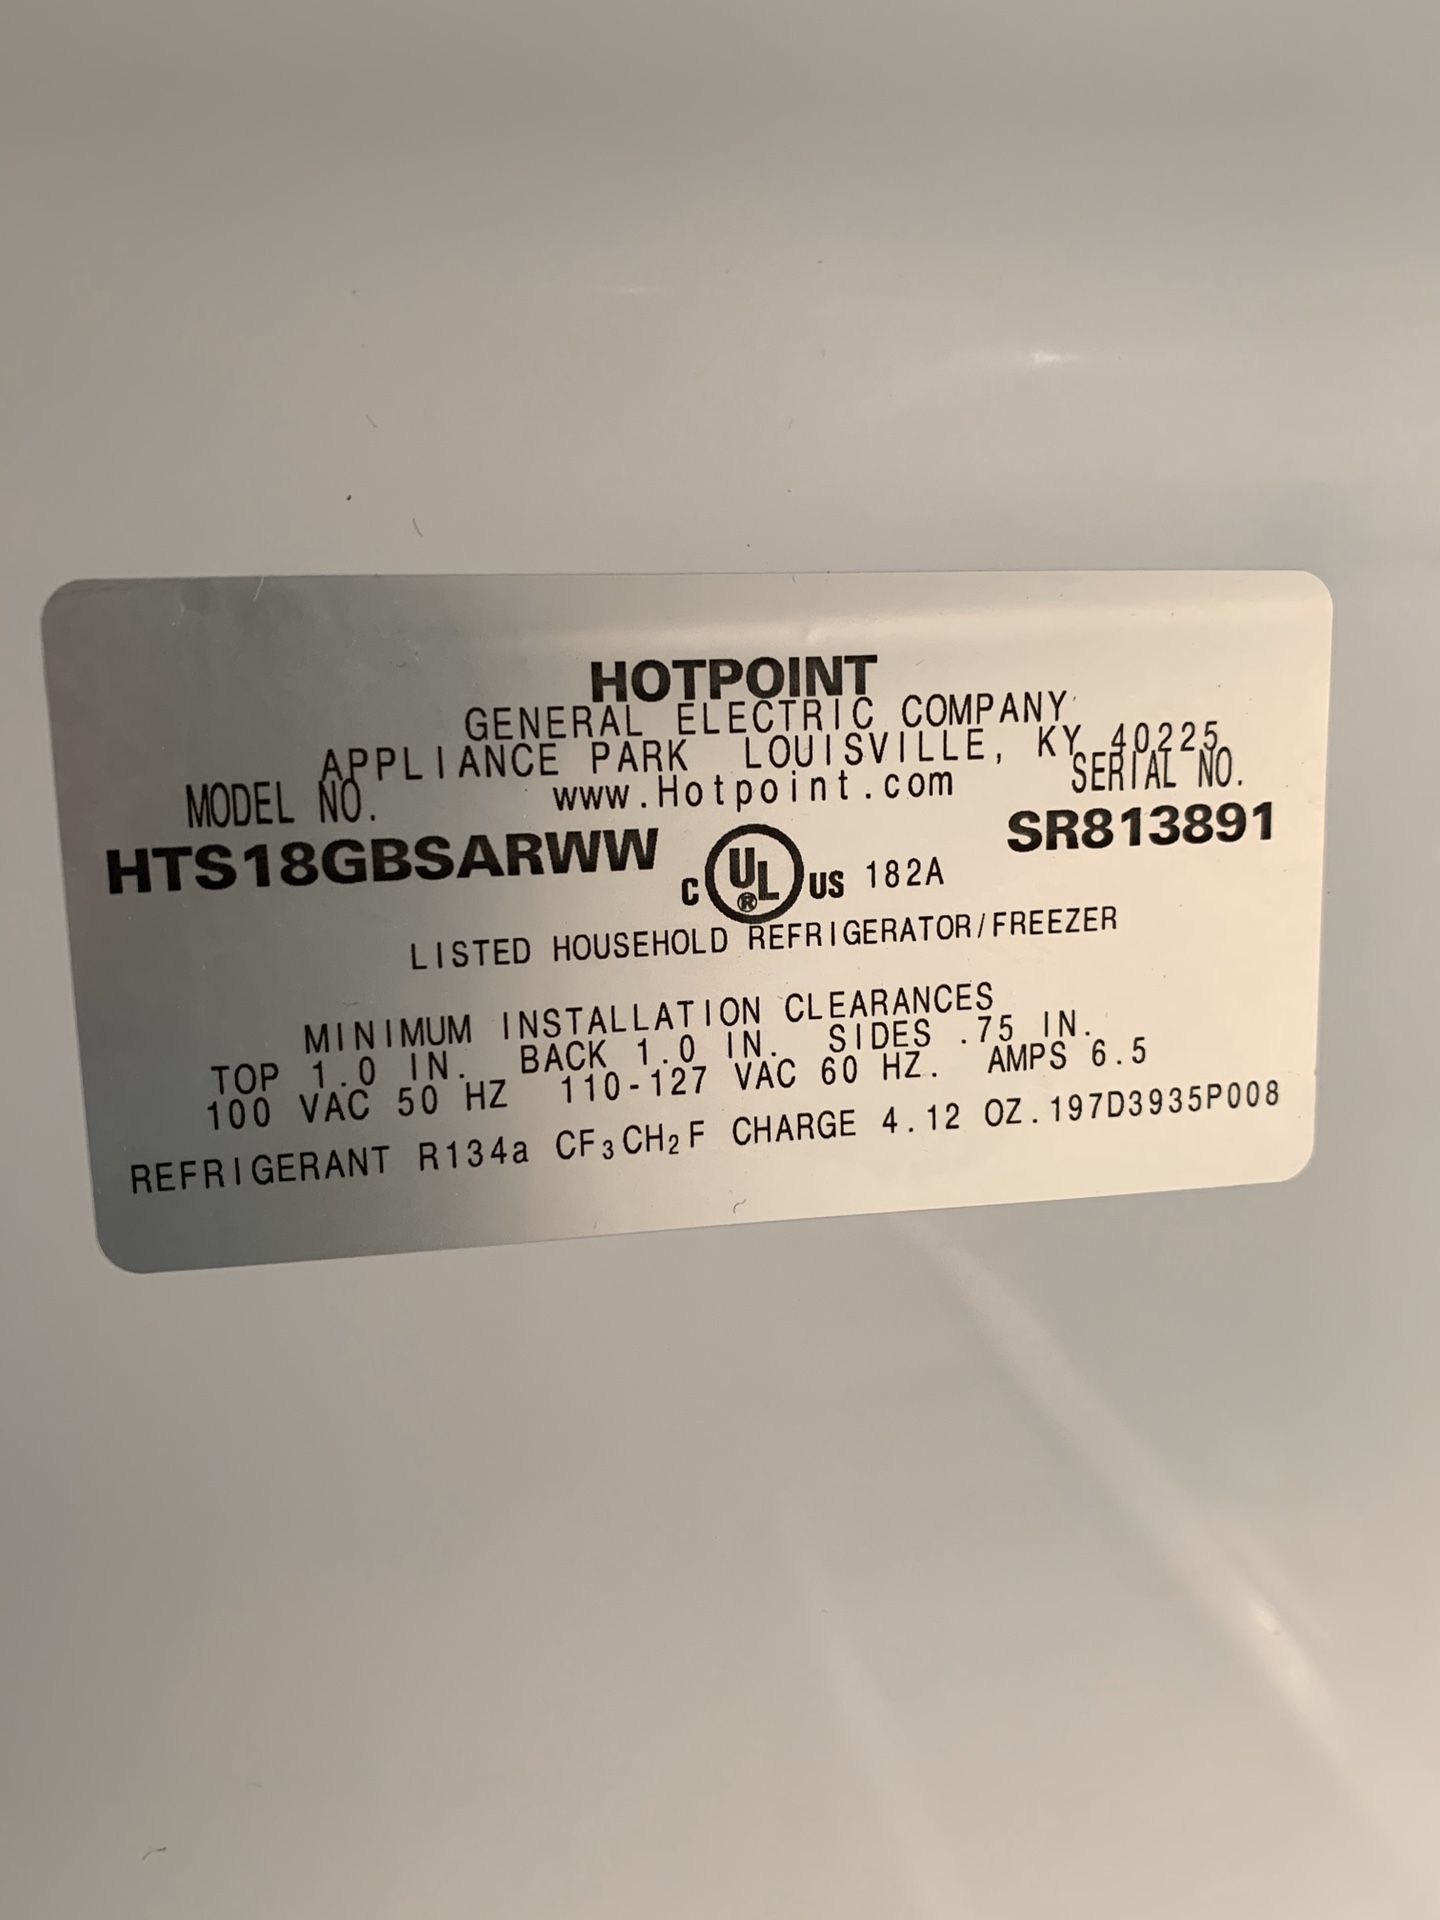 HOTPOINT
GENERAL ELECTRIC COMPANY
APPLIANCE PARK LOUISVILLE, KY 40225
MODEL NO. www.Hotpoint.com SERIAL NO.
HTS18GBSARWW C UL ® US 182A SR813891
LISTED HOUSEHOLD REFRIGERATOR/FREEZER
MINIMUM INSTALLATION CLEARANCES
TOP 1.0 IN. BACK 1.0 IN. SIDES .75 IN.
100 VAC 50 HZ 110-127 VAC 60 HZ. AMPS 6.5
REFRIGERANT R134a CF₃CH₂F CHARGE 4.12 OZ. 197D3935P008